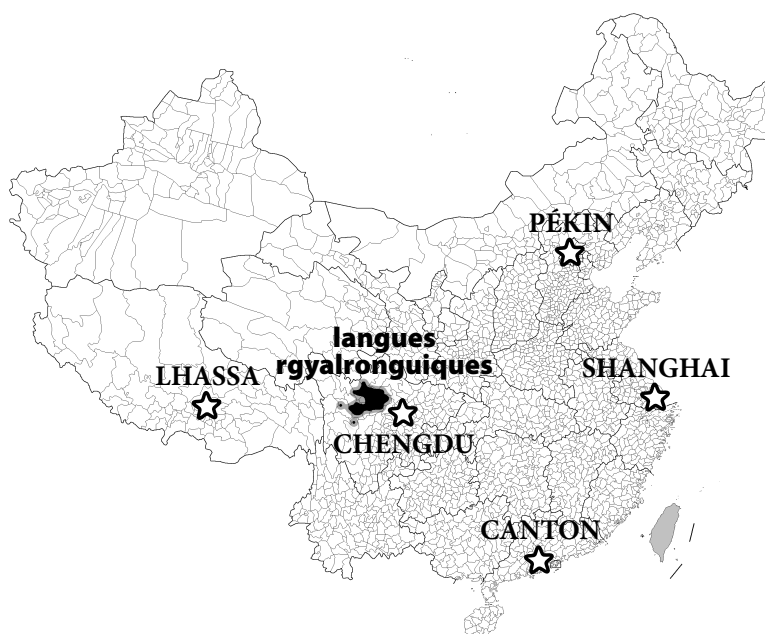 PÉKIN
langues
rgyalronguiques
LHASSA
SHANGHAI
CHENGDU
CANTON